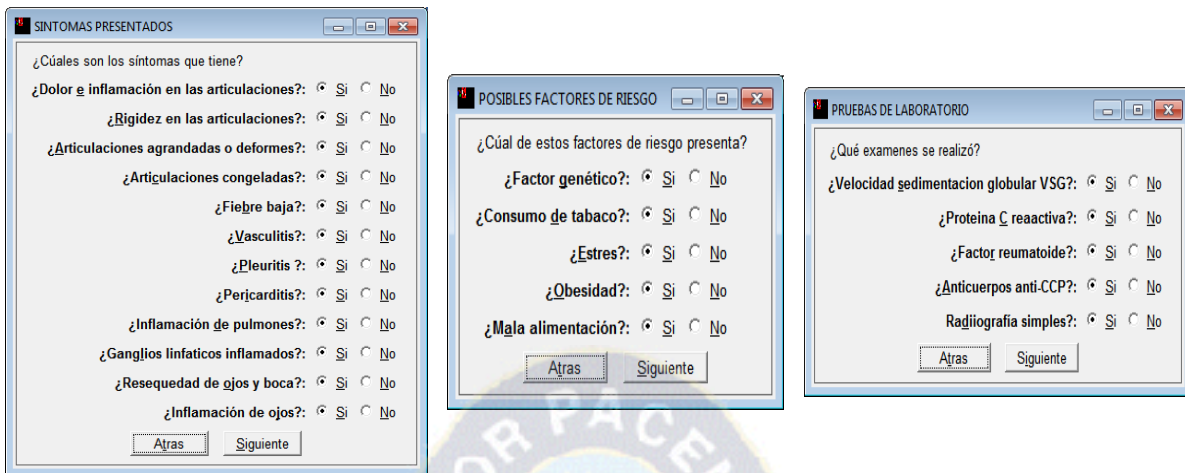 SINTOMAS PRESENTADOS
¿Cúales son los síntomas que tiene?
¿Dolor e inflamación en las articulaciones?: Si No
¿Rigidez en las articulaciones?: Si No
¿Articulaciones agrandadas o deformes?: Si No
¿Articulaciones congeladas?: Si No
¿Fiebre baja?: Si No
¿Vasculitis?: Si No
¿Pleuritis ?: Si No
¿Pericarditis?: Si No
¿Inflamación de pulmones?: Si No
¿Ganglios linfaticos inflamados?: Si No
¿Resequedad de ojos y boca?: Si No
¿Inflamación de ojos?: Si No
Atras Siguiente
POSIBLES FACTORES DE RIESGO
¿Cúal de estos factores de riesgo presenta?
¿Factor genético?: Si No
¿Consumo de tabaco?: Si No
¿Estres?: Si No
¿Obesidad?: Si No
¿Mala alimentación?: Si No
Atras Siguiente
PRUEBAS DE LABORATORIO
¿Qué examenes se realizó?
¿Velocidad sedimentacion globular VSG?: Si No
¿Proteina C reaactiva?: Si No
¿Factor reumatoide?: Si No
¿Anticuerpos anti-CCP?: Si No
Radiiografía simples?: Si No
Atras Siguiente
OR PACEN